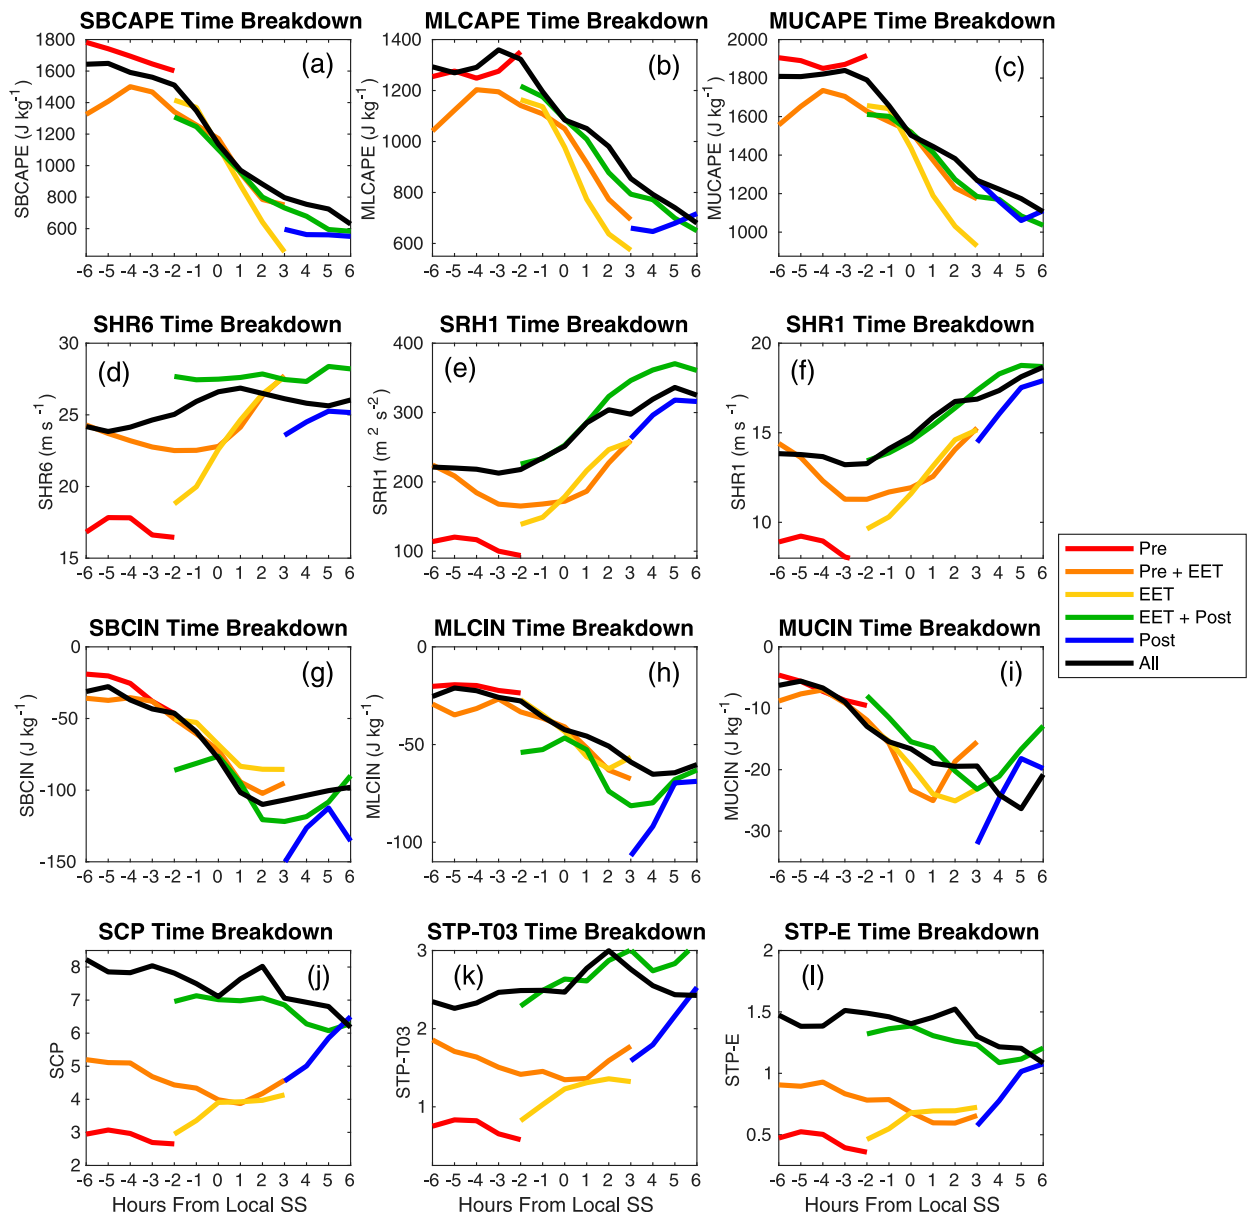 SBCAPE Time Breakdown
MLCAPE Time Breakdown
MUCAPE Time Breakdown
(a)
(b)
(c)
SBCAPE (J kg-1)
MLCAPE (J kg-1)
MUCAPE (J kg-1)
1800
1600
1400
1200
1000
800
600
1400
1200
1000
800
600
2000
1800
1600
1400
1200
1000
-6 -5 -4 -3 -2 -1 0 1 2 3 4 5 6
-6 -5 -4 -3 -2 -1 0 1 2 3 4 5 6
-6 -5 -4 -3 -2 -1 0 1 2 3 4 5 6
SHR6 Time Breakdown
SRH1 Time Breakdown
SHR1 Time Breakdown
(d)
(e)
(f)
SHR6 (m s-1)
SRH1 (m2 s-2)
SHR1 (m s-1)
30
25
20
15
400
300
200
100
20
15
10
-6 -5 -4 -3 -2 -1 0 1 2 3 4 5 6
-6 -5 -4 -3 -2 -1 0 1 2 3 4 5 6
-6 -5 -4 -3 -2 -1 0 1 2 3 4 5 6
Pre
Pre + EET
EET
EET + Post
Post
All
SBCIN Time Breakdown
MLCIN Time Breakdown
MUCIN Time Breakdown
(g)
(h)
(i)
SBCIN (J kg-1)
MLCIN (J kg-1)
MUCIN (J kg-1)
0
-50
-100
-150
0
-50
-100
0
-10
-20
-30
-6 -5 -4 -3 -2 -1 0 1 2 3 4 5 6
-6 -5 -4 -3 -2 -1 0 1 2 3 4 5 6
-6 -5 -4 -3 -2 -1 0 1 2 3 4 5 6
SCP Time Breakdown
STP-T03 Time Breakdown
STP-E Time Breakdown
(j)
(k)
(l)
SCP
STP-T03
STP-E
8
7
6
5
4
3
2
3
2
1
2
1.5
1
0.5
-6 -5 -4 -3 -2 -1 0 1 2 3 4 5 6
-6 -5 -4 -3 -2 -1 0 1 2 3 4 5 6
-6 -5 -4 -3 -2 -1 0 1 2 3 4 5 6
Hours From Local SS
Hours From Local SS
Hours From Local SS